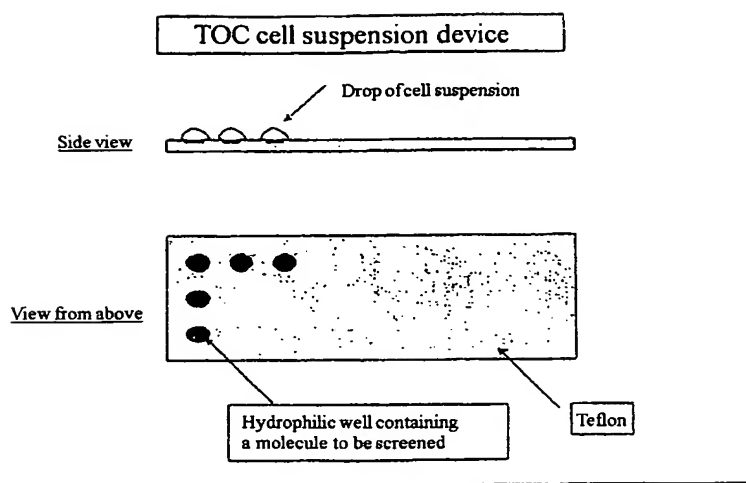 TOC cell suspension device
Drop of cell suspension
Side view
View from above
Hydrophilic well containing
a molecule to be screened
Teflon